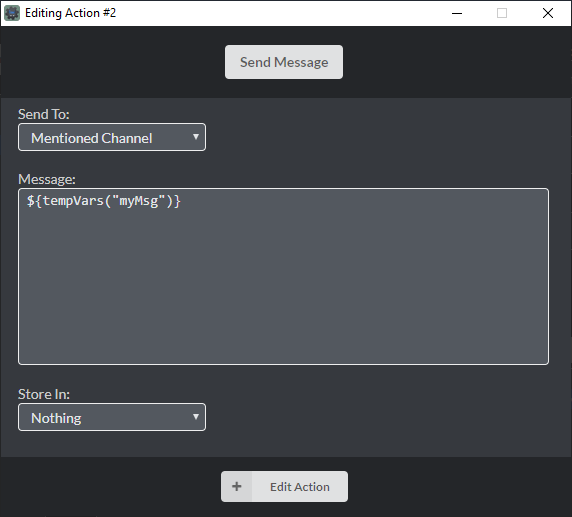 Editing Action #2
Send Message
Send To:
Mentioned Channel
Message:
${tempVars("myMsg")}
Store In:
Nothing
+ Edit Action